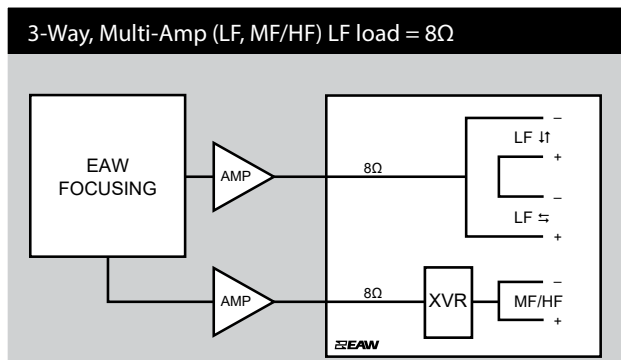 3-Way, Multi-Amp (LF, MF/HF) LF load = 8Ω
EAW
FOCUSING
AMP
8Ω
–
LF ↓↑
+
–
LF ⇆
+
AMP
8Ω
XVR
–
MF/HF
+
EAW